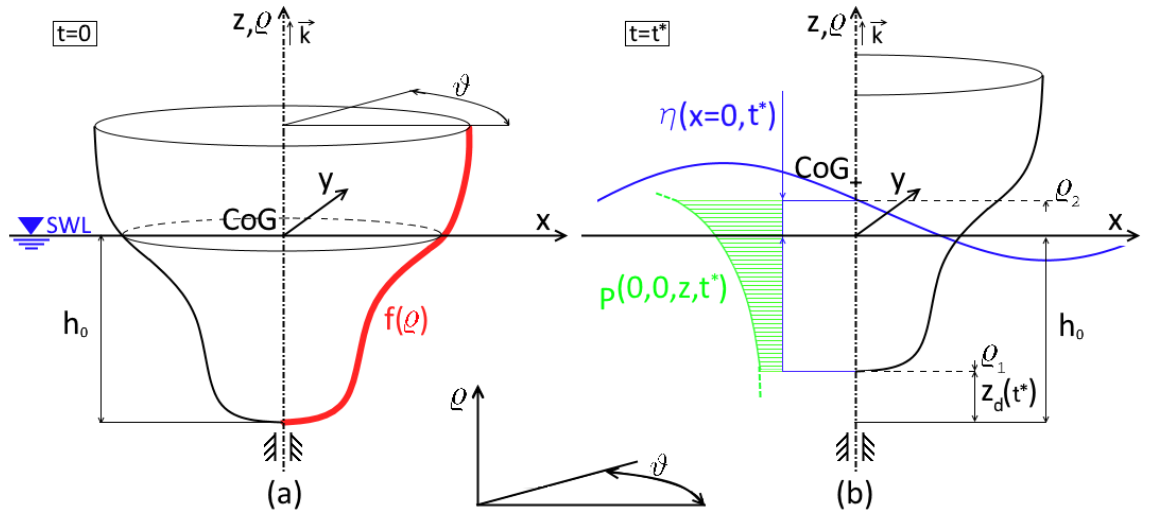 t=0
z,ϱ
k
ϑ
y
CoG
SWL
x
h₀
f(ϱ)
(a)
ϱ
ϑ
t=t*
z,ϱ
k
η(x=0,t*)
CoG
y
ϱ₂
x
P(0,0,z,t*)
h₀
ϱ₁
z_d(t*)
(b)